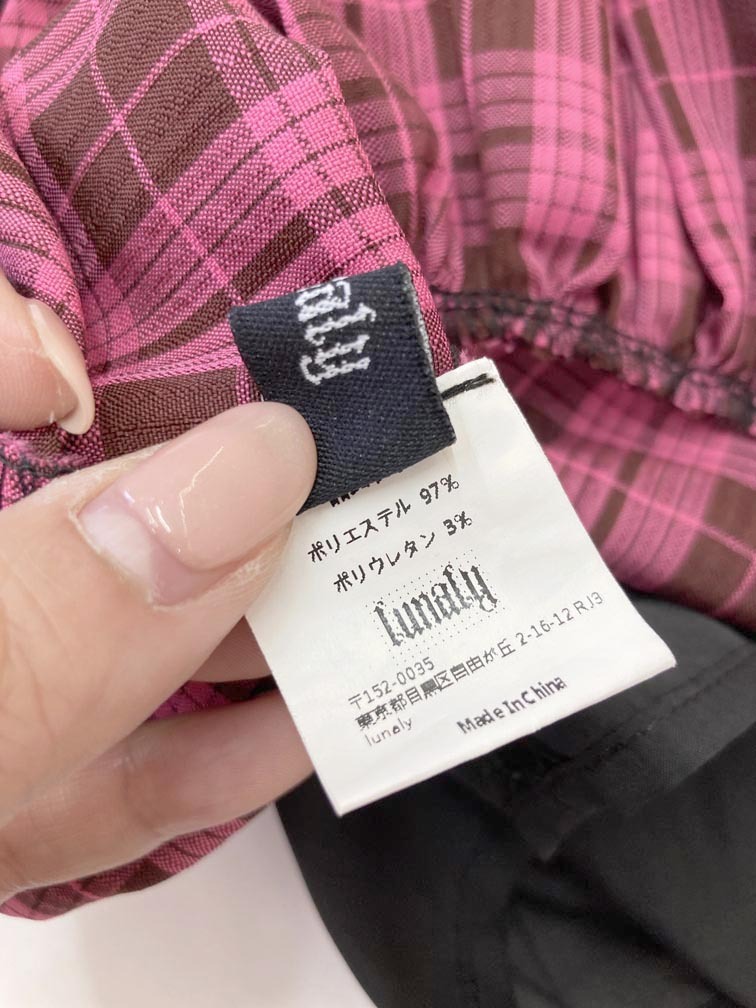 ポリエステル 97%
ポリウレタン 3%
lunaly
〒152-0035
東京都目黒区自由が丘 2-16-12 RJ3
lunely
Made In China